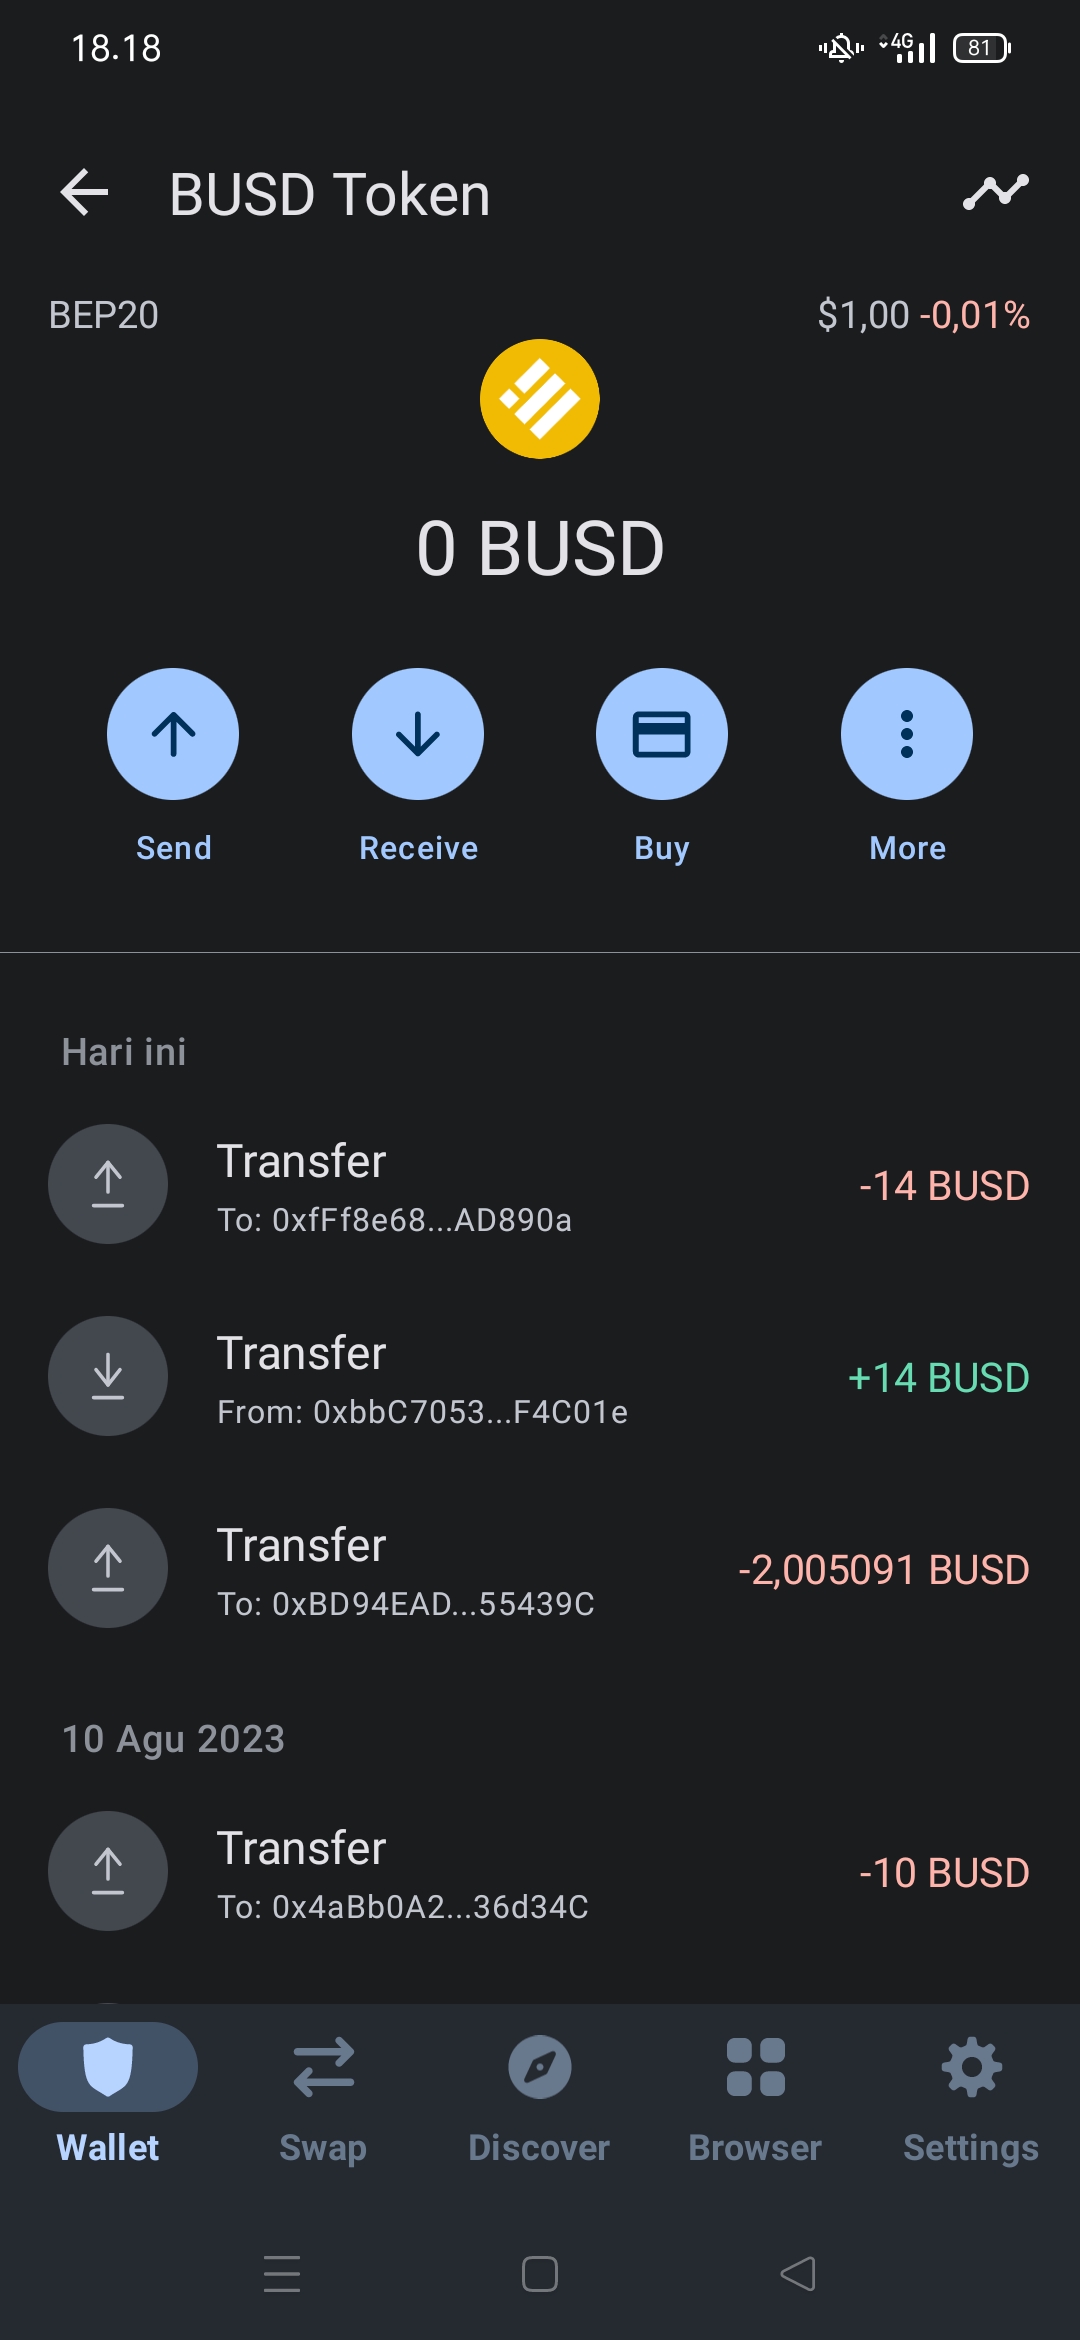 18.18
4G
81
BUSD Token
BEP20
$1,00 -0,01%
0 BUSD
Send
Receive
Buy
More
Hari ini
Transfer
-14 BUSD
To: 0xfFf8e68...AD890a
Transfer
+14 BUSD
From: 0xbbC7053...F4C01e
Transfer
-2,005091 BUSD
To: 0xBD94EAD...55439C
10 Agu 2023
Transfer
-10 BUSD
To: 0x4aBb0A2...36d34C
Wallet
Swap
Discover
Browser
Settings